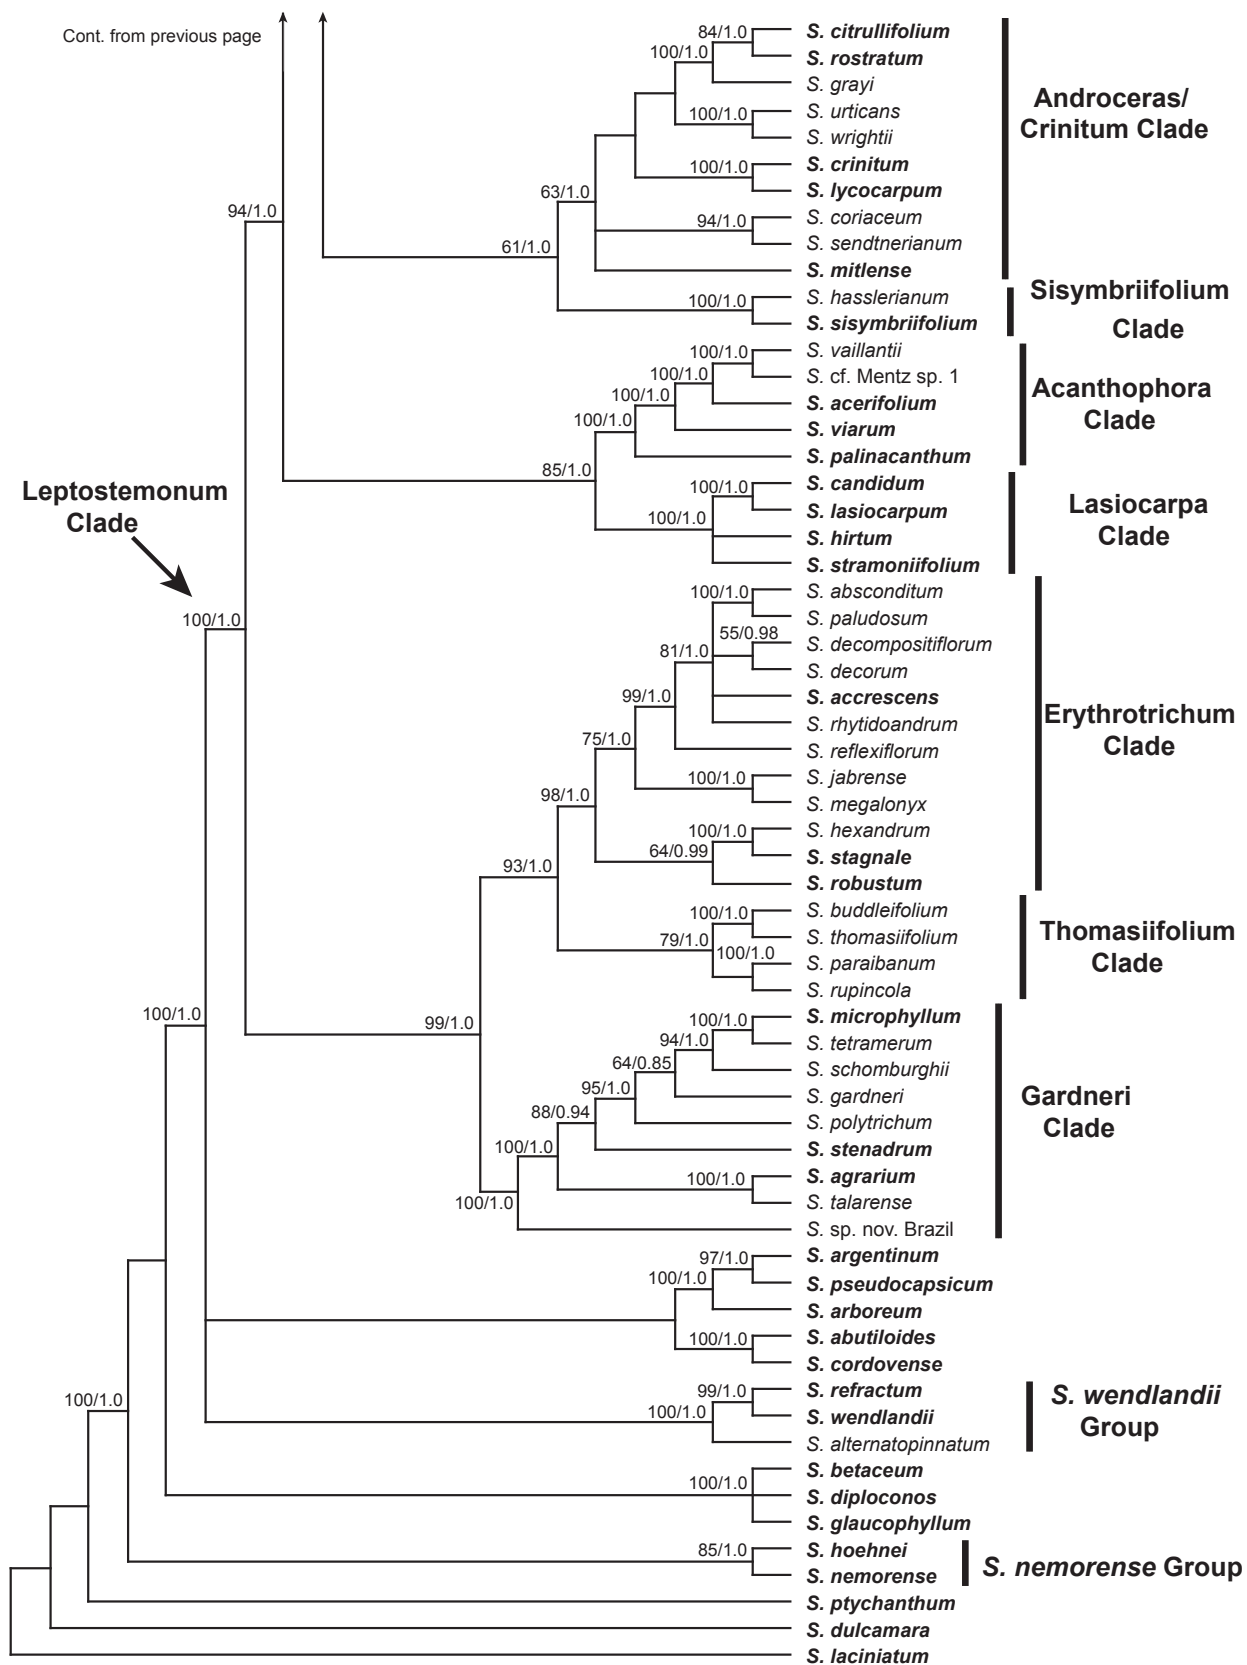 Cont. from previous page
84/1.0
S. citrullifolium
100/1.0
S. rostratum
S. grayi
100/1.0
S. urticans
S. wrightii
Androceras/
Crinitum Clade
100/1.0
S. crinitum
S. lycocarpum
63/1.0
94/1.0
S. coriaceum
S. sendtnerianum
94/1.0
61/1.0
S. mitlense
100/1.0
S. hasslerianum
S. sisymbriifolium
Sisymbriifolium
Clade
100/1.0
S. vaillantii
100/1.0
S. cf. Mentz sp. 1
100/1.0
S. acerifolium
100/1.0
S. viarum
S. palinacanthum
Acanthophora
Clade
85/1.0
100/1.0
S. candidum
S. lasiocarpum
100/1.0
S. hirtum
S. stramoniifolium
Lasiocarpa
Clade
Leptostemonum
Clade
100/1.0
100/1.0
S. absconditum
S. paludosum
55/0.98
S. decompositiflorum
81/1.0
S. decorum
99/1.0
S. accrescens
S. rhytidoandrum
75/1.0
S. reflexiflorum
100/1.0
S. jabrense
98/1.0
S. megalonyx
100/1.0
S. hexandrum
64/0.99
S. stagnale
93/1.0
S. robustum
Erythrotrichum
Clade
100/1.0
S. buddleifolium
79/1.0
S. thomasiifolium
100/1.0
S. paraibanum
S. rupincola
Thomasiifolium
Clade
100/1.0
99/1.0
100/1.0
S. microphyllum
94/1.0
S. tetramerum
64/0.85
S. schomburghii
95/1.0
S. gardneri
88/0.94
S. polytrichum
100/1.0
S. stenadrum
100/1.0
S. agrarium
100/1.0
S. talarense
S. sp. nov. Brazil
Gardneri
Clade
97/1.0
S. argentinum
100/1.0
S. pseudocapsicum
S. arboreum
100/1.0
S. abutiloides
S. cordovense
100/1.0
99/1.0
S. refractum
100/1.0
S. wendlandii
S. alternatopinnatum
S. wendlandii
Group
S. betaceum
100/1.0
S. diploconos
S. glaucophyllum
85/1.0
S. hoehnei
S. nemorense
S. nemorense Group
S. ptychanthum
S. dulcamara
S. laciniatum